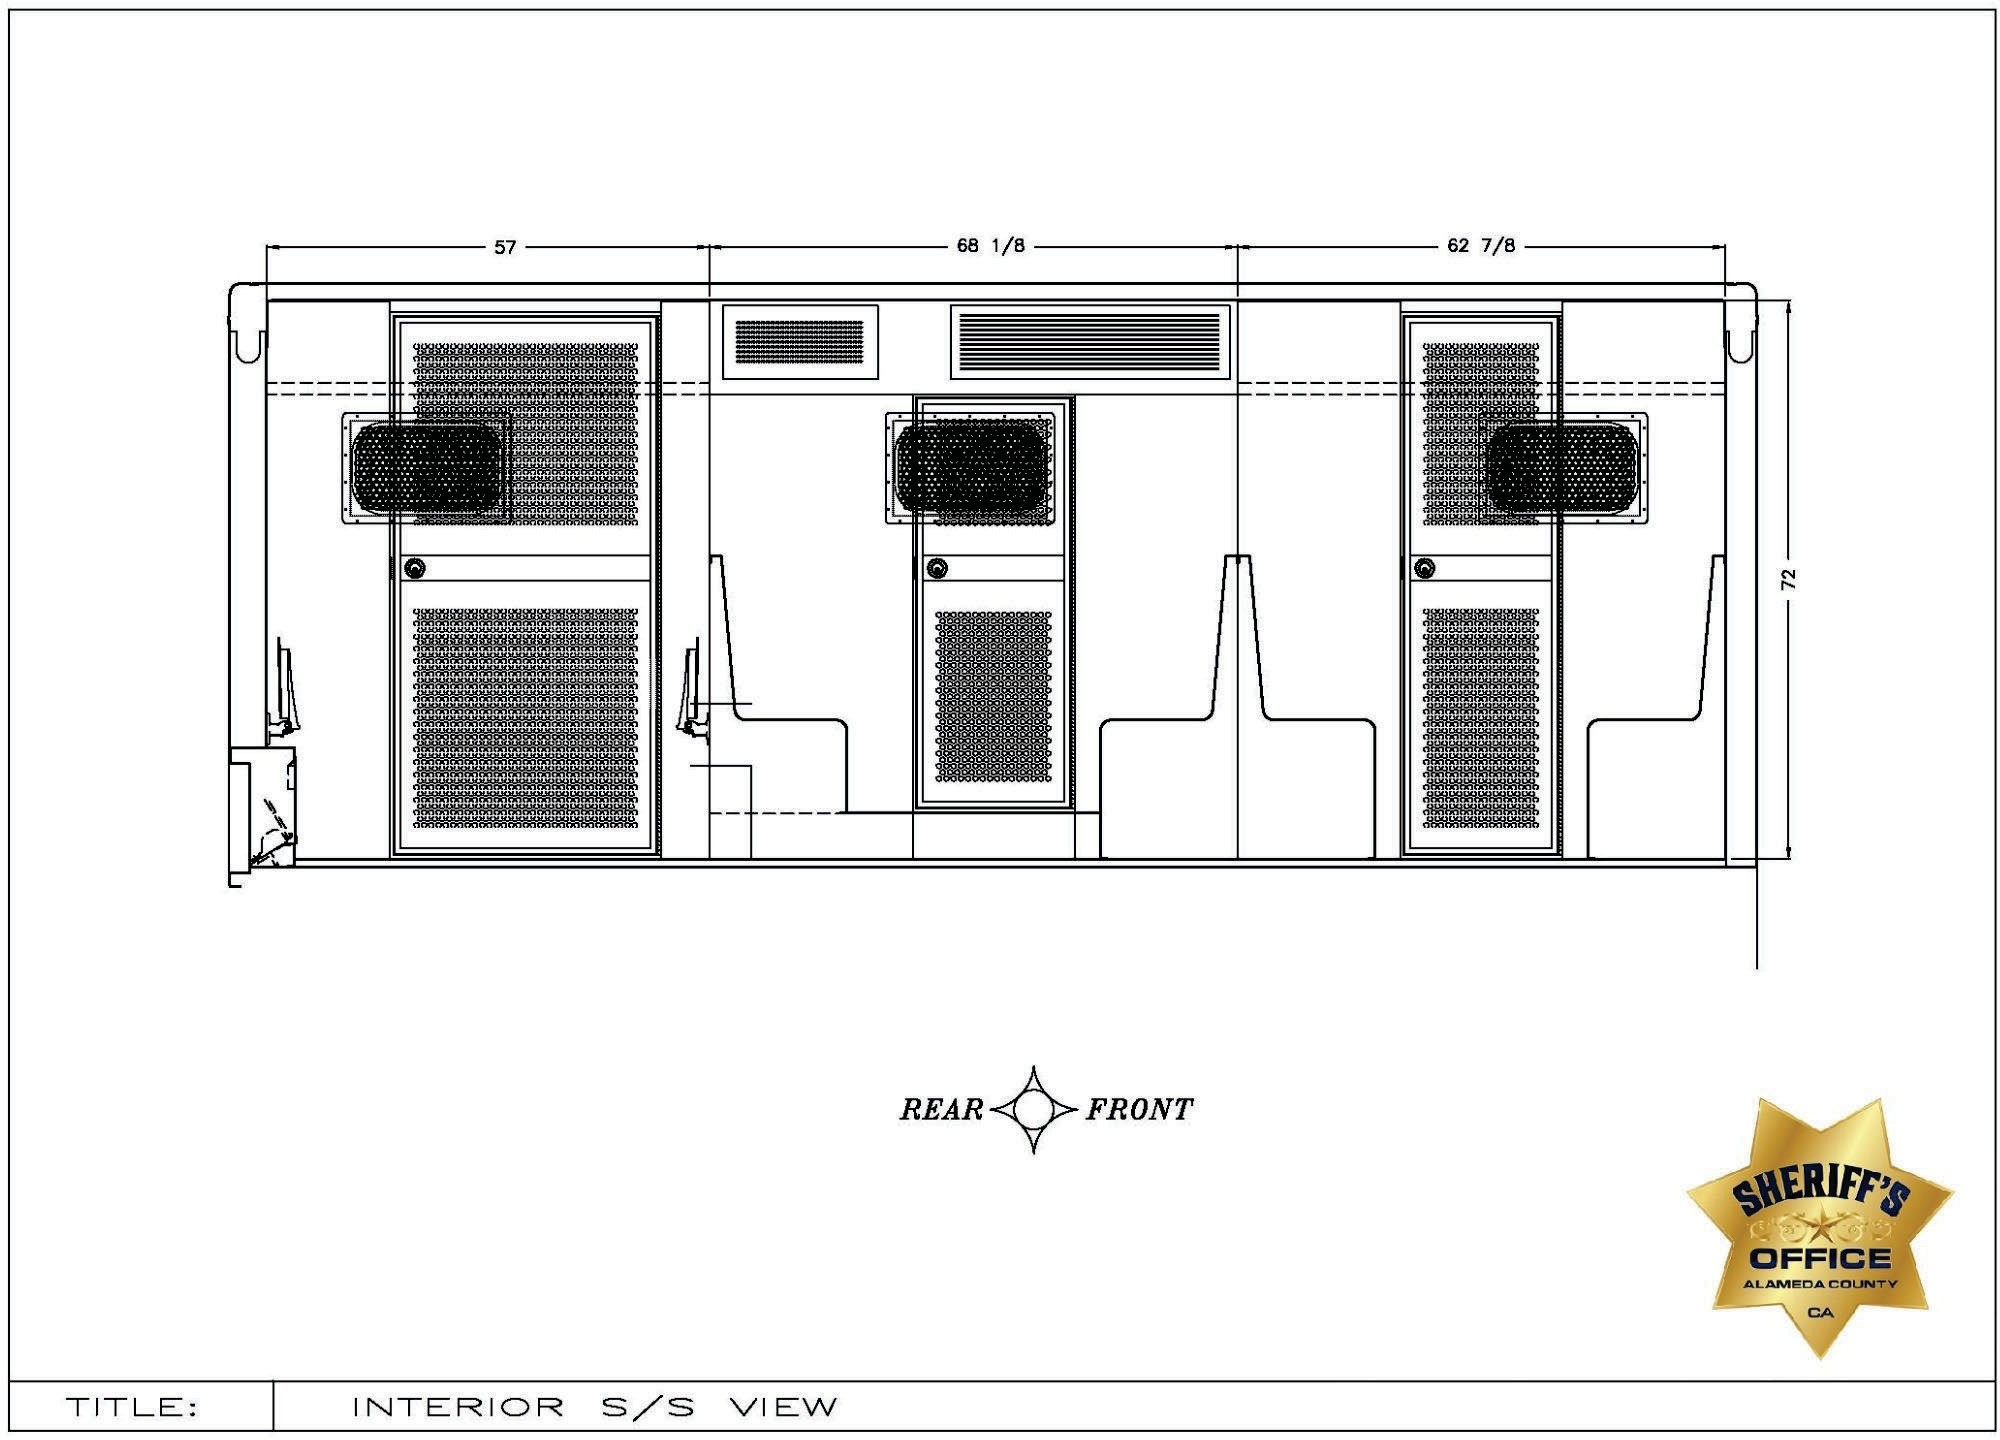 57
68 1/8
62 7/8
72
REAR FRONT
SHERIFF'S
OFFICE
ALAMEDA COUNTY
CA
TITLE: INTERIOR S/S VIEW